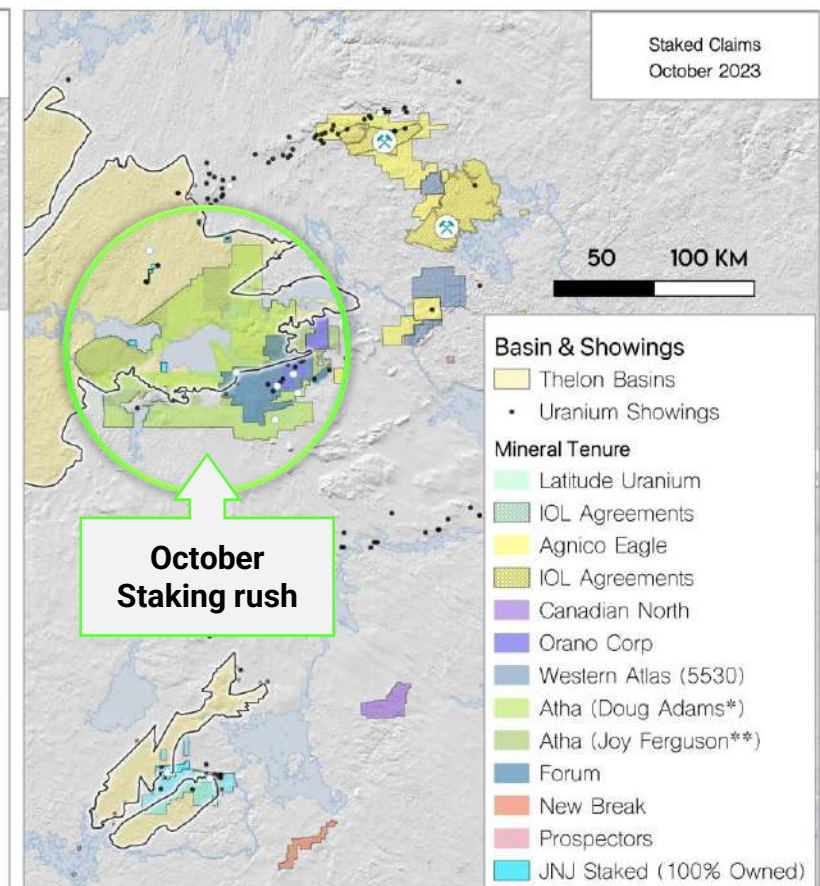 Staked Claims
October 2023
50 100 KM
October
Staking rush
Basin & Showings
Thelon Basins
Uranium Showings
Mineral Tenure
Latitude Uranium
IOL Agreements
Agnico Eagle
IOL Agreements
Canadian North
Orano Corp
Western Atlas (5530)
Atha (Doug Adams*)
Atha (Joy Ferguson**)
Forum
New Break
Prospectors
JNJ Staked (100% Owned)